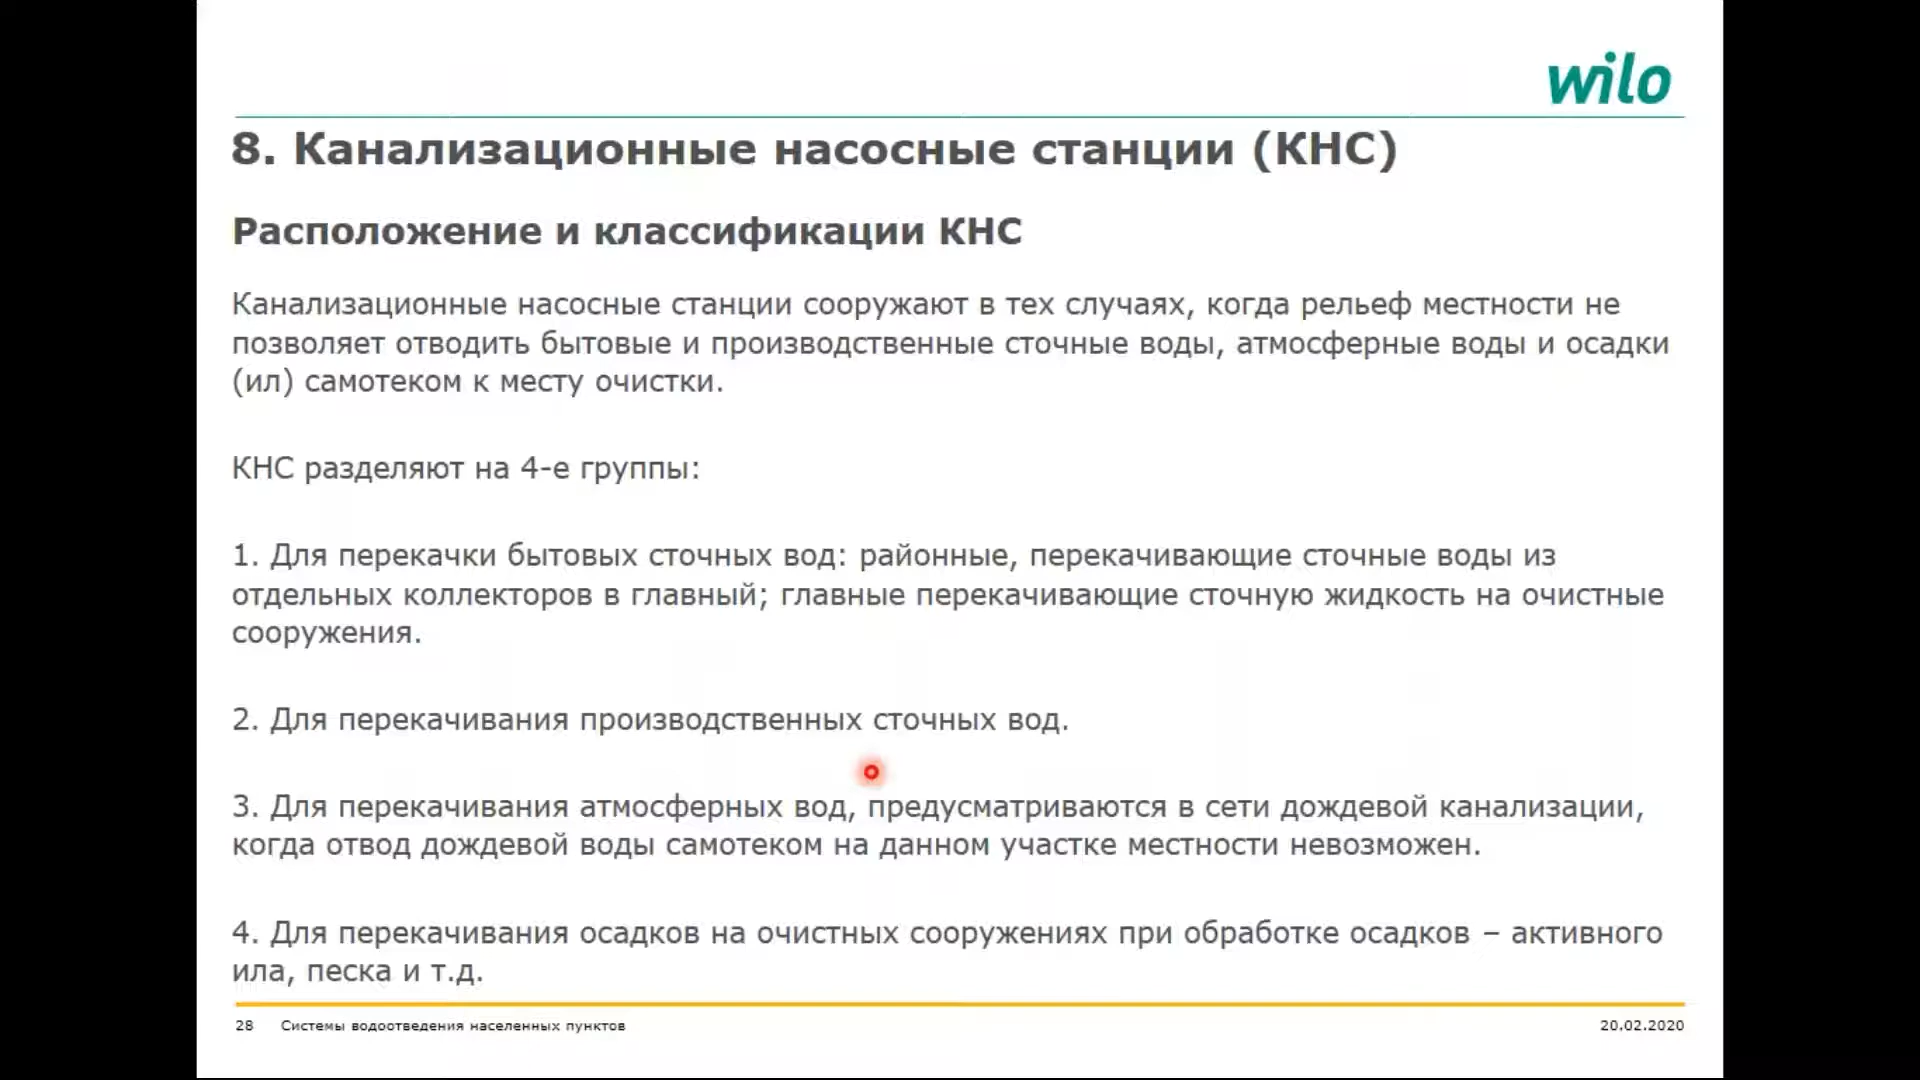 wilo
8. Канализационные насосные станции (КНС)
Расположение и классификации КНС
Канализационные насосные станции сооружают в тех случаях, когда рельеф местности не
позволяет отводить бытовые и производственные сточные воды, атмосферные воды и осадки
(ил) самотеком к месту очистки.
КНС разделяют на 4-е группы:
1. Для перекачки бытовых сточных вод: районные, перекачивающие сточные воды из
отдельных коллекторов в главный; главные перекачивающие сточную жидкость на очистные
сооружения.
2. Для перекачивания производственных сточных вод.
3. Для перекачивания атмосферных вод, предусматриваются в сети дождевой канализации,
когда отвод дождевой воды самотеком на данном участке местности невозможен.
4. Для перекачивания осадков на очистных сооружениях при обработке осадков – активного
ила, песка и т.д.
28 Системы водоотведения населенных пунктов 20.02.2020